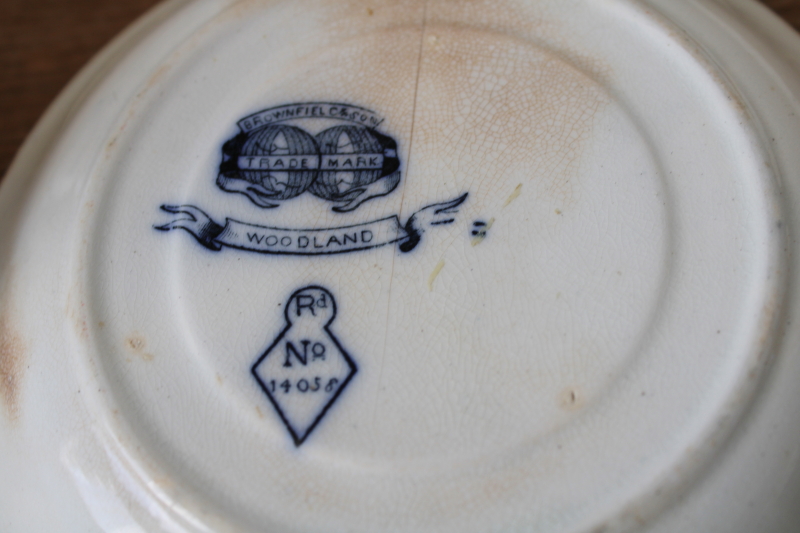 BROWNFIELD & SON
TRADE MARK
WOODLAND
Rd
No
14058